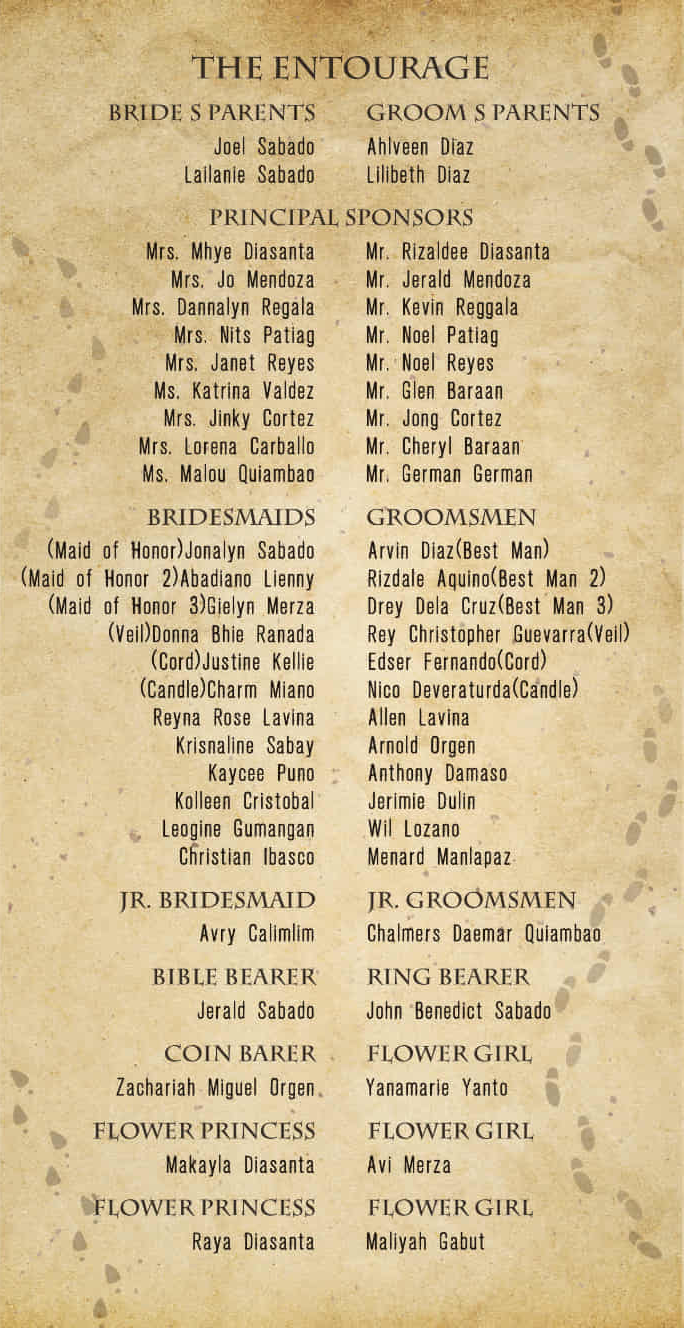 THE ENTOURAGE
BRIDE S PARENTS GROOM S PARENTS
Joel Sabado Ahlveen Diaz
Lailanie Sabado Lilibeth Diaz
PRINCIPAL SPONSORS
Mrs. Mhye Diasanta Mr. Rizaldee Diasanta
Mrs. Jo Mendoza Mr. Jerald Mendoza
Mrs. Dannalyn Regala Mr. Kevin Reggala
Mrs. Nits Patiag Mr. Noel Patiag
Mrs. Janet Reyes Mr. Noel Reyes
Ms. Katrina Valdez Mr. Glen Baraan
Mrs. Jinky Cortez Mr. Jong Cortez
Mrs. Lorena Carballo Mr. Cheryl Baraan
Ms. Malou Quiambao Mr. German German
BRIDESMAIDS GROOMSMEN
(Maid of Honor)Jonalyn Sabado Arvin Diaz(Best Man)
(Maid of Honor 2)Abadiano Lienny Rizdale Aquino(Best Man 2)
(Maid of Honor 3)Gielyn Merza Drey Dela Cruz(Best Man 3)
(Veil)Donna Bhie Ranada Rey Christopher Guevarra(Veil)
(Cord)Justine Kellie Edser Fernando(Cord)
(Candle)Charm Miano Nico Deveraturda(Candle)
Reyna Rose Lavina Allen Lavina
Krisnaline Sabay Arnold Orgen
Kaycee Puno Anthony Damaso
Kolleen Cristobal Jerimie Dulin
Leogine Gumangan Wil Lozano
Christian Ibasco Menard Manlapaz
JR. BRIDESMAID JR. GROOMSMEN
Avry Calimlim Chalmers Daemar Quiambao
BIBLE BEARER RING BEARER
Jerald Sabado John Benedict Sabado
COIN BARER FLOWER GIRL
Zachariah Miguel Orgen Yanamarie Yanto
FLOWER PRINCESS FLOWER GIRL
Makayla Diasanta Avi Merza
FLOWER PRINCESS FLOWER GIRL
Raya Diasanta Maliyah Gabut